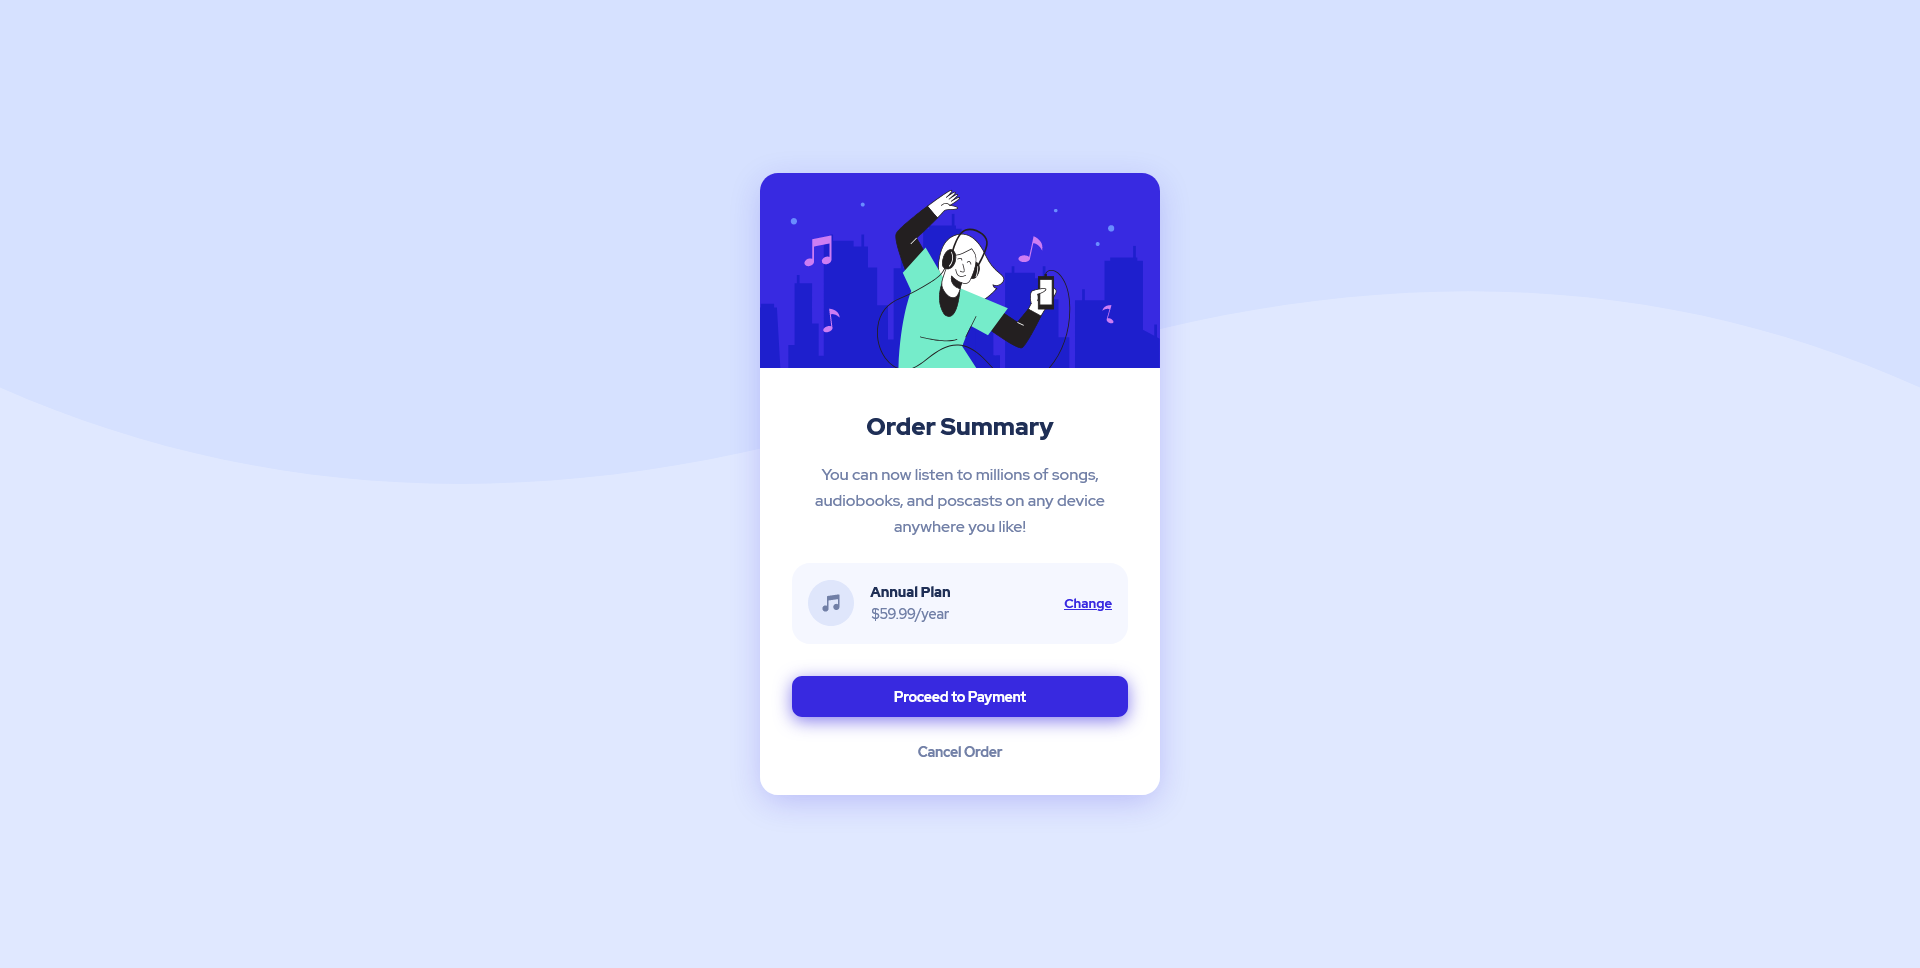 Order Summary
You can now listen to millions of songs,
audiobooks, and poscasts on any device
anywhere you like!
Annual Plan
$59.99/year
Change
Proceed to Payment
Cancel Order